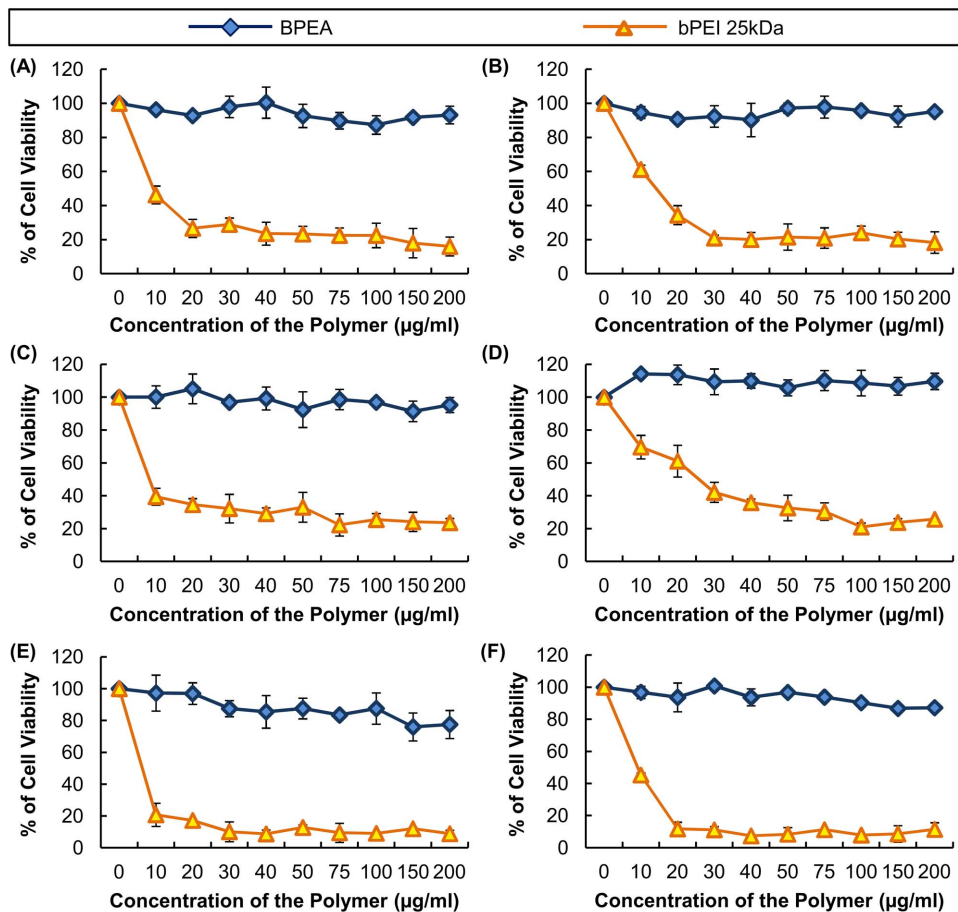 BPEA bPEI 25kDa
(A)
120
100
80
60
40
20
0
% of Cell Viability
0 10 20 30 40 50 75 100 150 200
Concentration of the Polymer (µg/ml)
(B)
120
100
80
60
40
20
0
% of Cell Viability
0 10 20 30 40 50 75 100 150 200
Concentration of the Polymer (µg/ml)
(C)
120
100
80
60
40
20
0
% of Cell Viability
0 10 20 30 40 50 75 100 150 200
Concentration of the Polymer (µg/ml)
(D)
120
100
80
60
40
20
0
% of Cell Viability
0 10 20 30 40 50 75 100 150 200
Concentration of the Polymer (µg/ml)
(E)
120
100
80
60
40
20
0
% of Cell Viability
0 10 20 30 40 50 75 100 150 200
Concentration of the Polymer (µg/ml)
(F)
120
100
80
60
40
20
0
% of Cell Viability
0 10 20 30 40 50 75 100 150 200
Concentration of the Polymer (µg/ml)